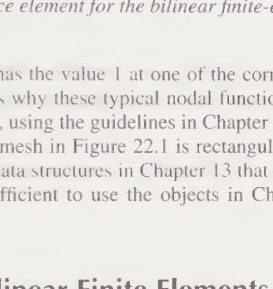 ce element for the bilinear finite-e
has the value 1 at one of the corr
s why these typical nodal functio
, using the guidelines in Chapter
mesh in Figure 22.1 is rectangul
ata structures in Chapter 13 that
fficient to use the objects in Ch
linear Finite Elements